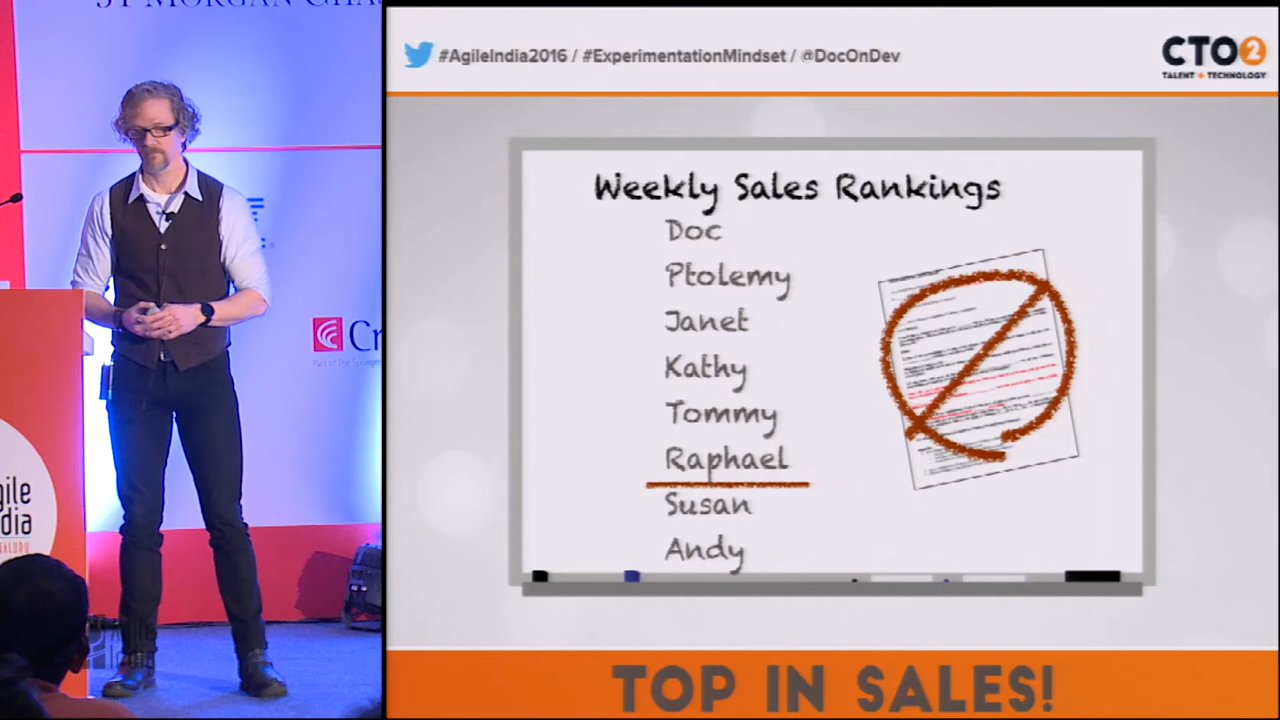 #AgileIndia2016 / #ExperimentationMindset / @DocOnDev
CTO2
TALENT + TECHNOLOGY
Weekly Sales Rankings
Doc
Ptolemy
Janet
Kathy
Tommy
Raphael
Susan
Andy
TOP IN SALES!